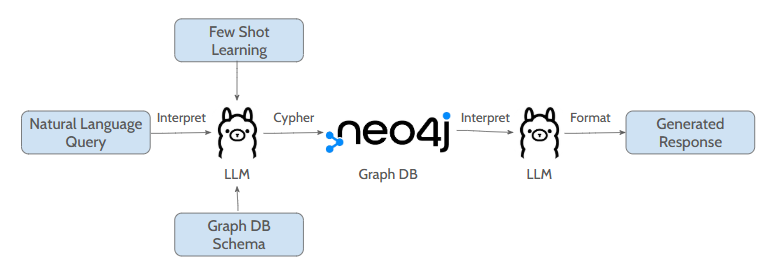 Few Shot
Learning
Natural Language
Query
Interpret
LLM
Cypher
neo4j
Graph DB
Interpret
LLM
Format
Generated
Response
Graph DB
Schema